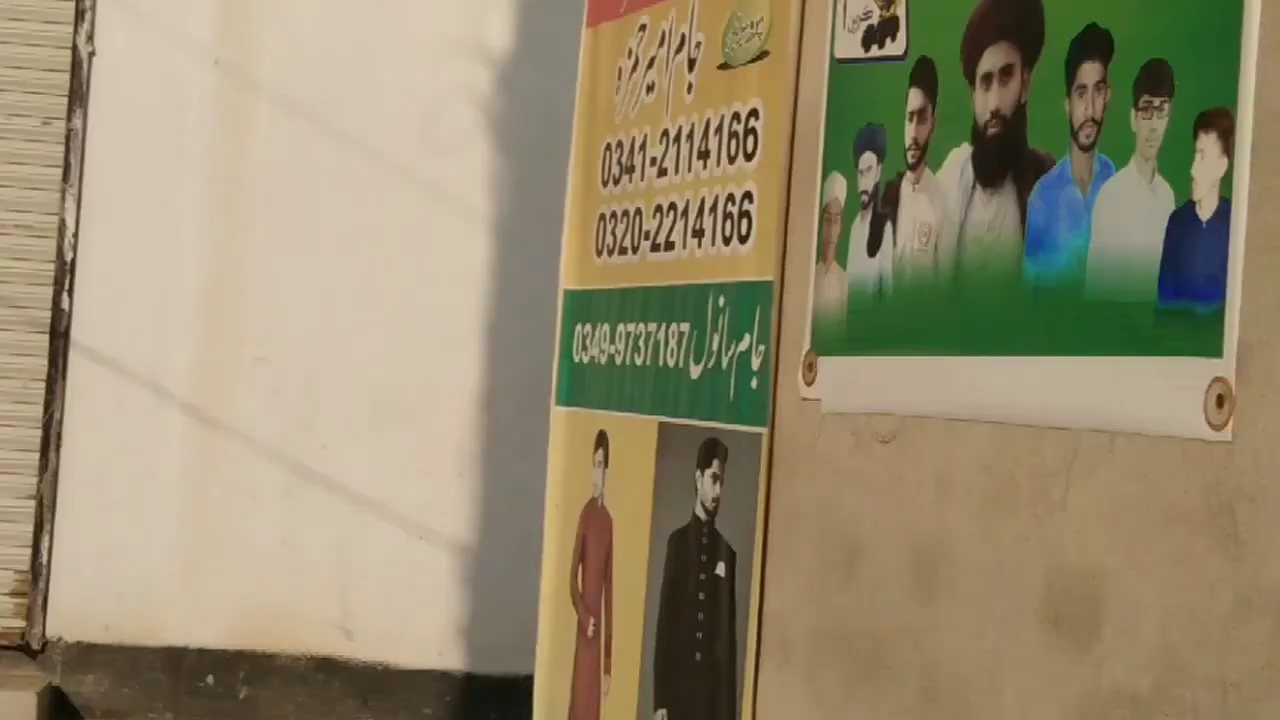 جام امیر حمزہ
0341-2114166
0320-2214166
جام سانول 0349-9737187